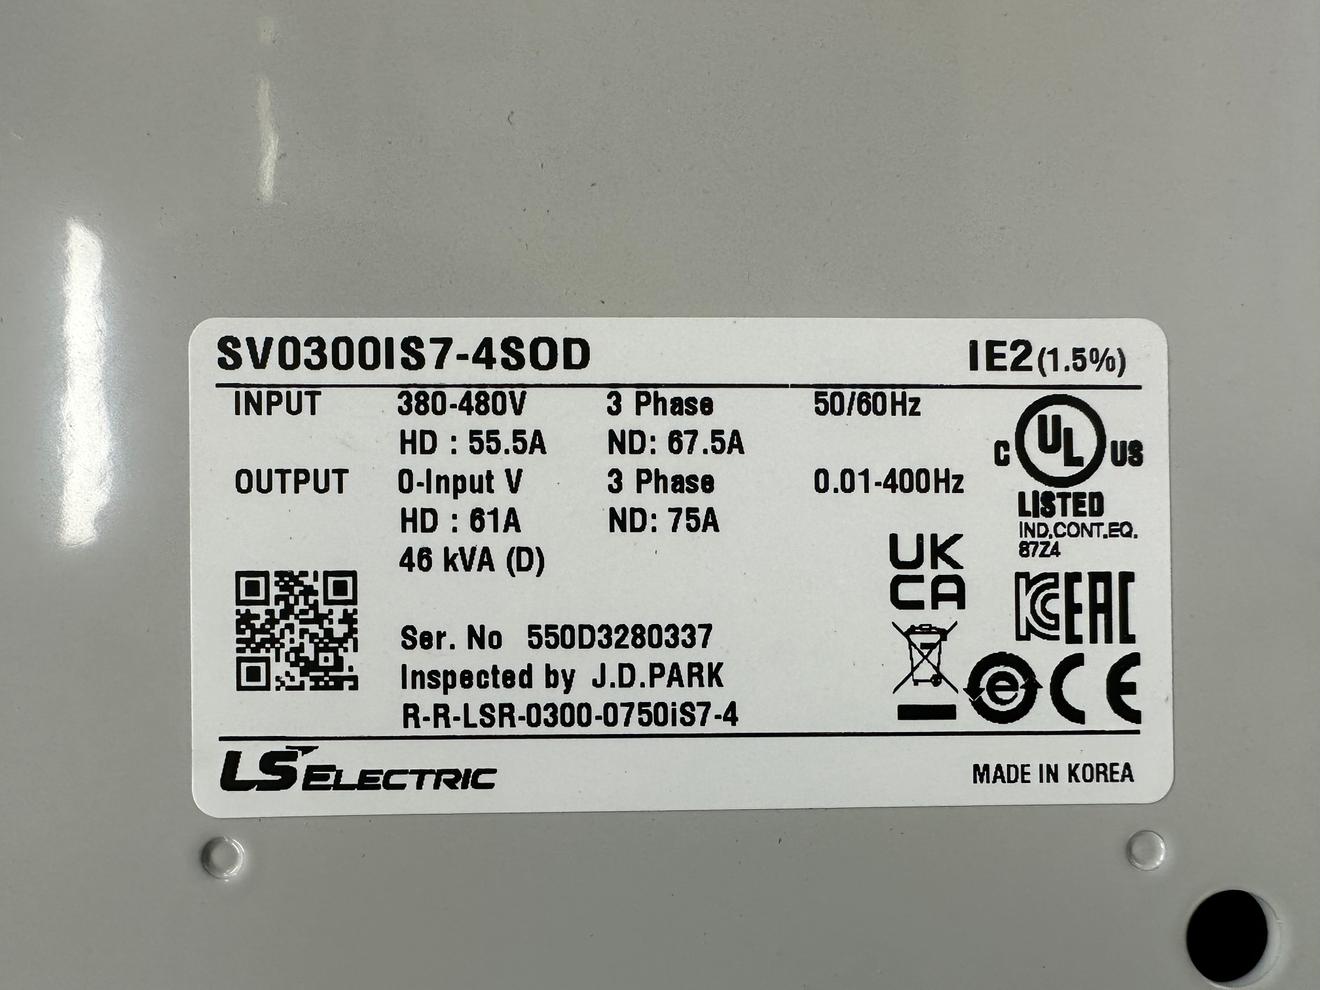 SV0300IS7-4SOD IE2(1.5%)
INPUT 380-480V 3 Phase 50/60Hz
HD : 55.5A ND: 67.5A
OUTPUT 0-Input V 3 Phase 0.01-400Hz
HD : 61A ND: 75A
46 kVA (D)
C UL US
LISTED
IND.CONT.EQ.
87Z4
UK
CA
KC EAC
e CE
Ser. No 550D3280337
Inspected by J.D.PARK
R-R-LSR-0300-0750iS7-4
LS ELECTRIC MADE IN KOREA